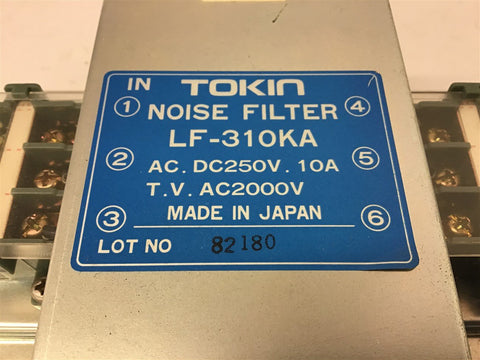 IN TOKIN
① NOISE FILTER ④
LF-310KA
② AC. DC250V. 10A ⑤
T.V. AC2000V
③ MADE IN JAPAN ⑥
LOT NO 82180